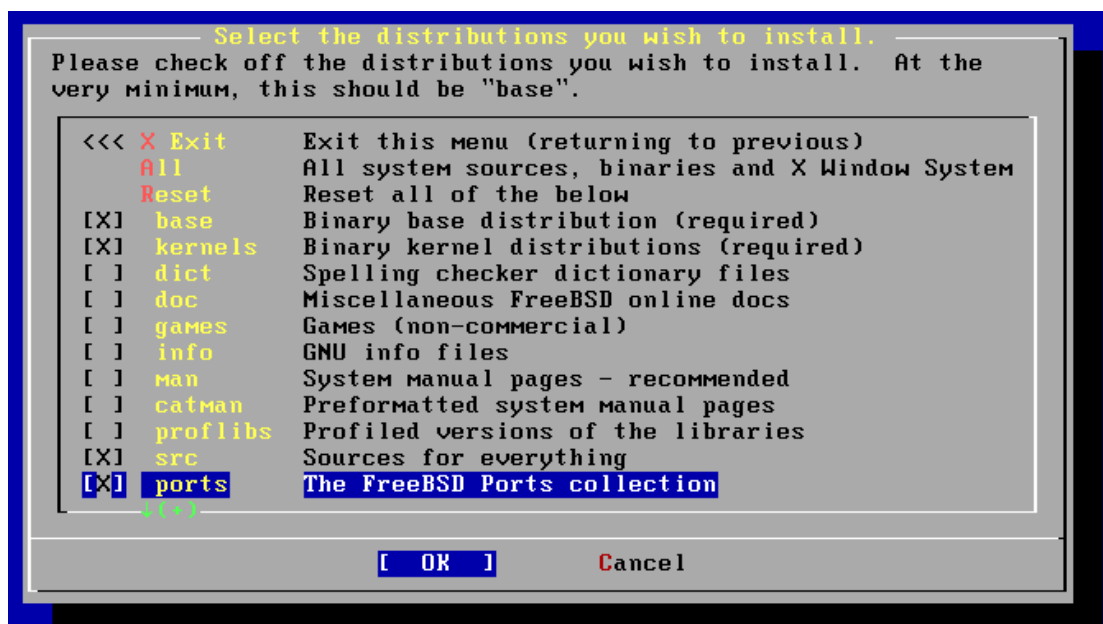 Select the distributions you wish to install.
Please check off the distributions you wish to install.  At the
very minimum, this should be "base".
<<< X Exit     Exit this menu (returning to previous)
All        All system sources, binaries and X Window System
Reset      Reset all of the below
[X]  base      Binary base distribution (required)
[X]  kernels   Binary kernel distributions (required)
[ ]  dict      Spelling checker dictionary files
[ ]  doc       Miscellaneous FreeBSD online docs
[ ]  games     Games (non-commercial)
[ ]  info      GNU info files
[ ]  man       System manual pages - recommended
[ ]  catman    Preformatted system manual pages
[ ]  proflibs  Profiled versions of the libraries
[X]  src       Sources for everything
[X]  ports     The FreeBSD Ports collection
↓(+)
[  OK  ]       Cancel